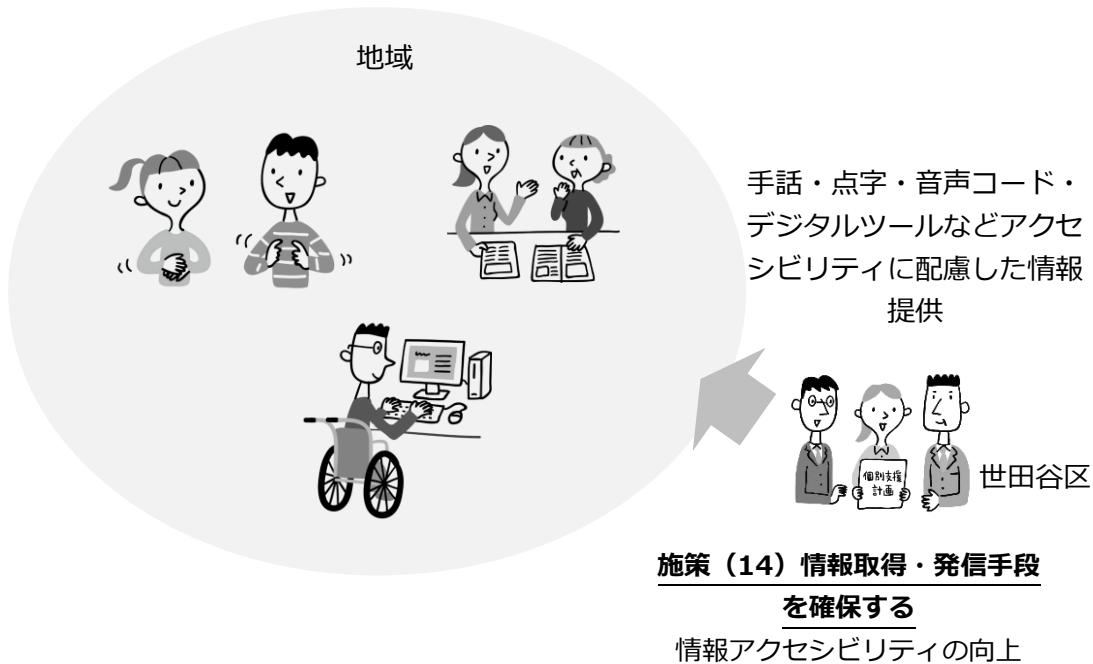 地域
手話・点字・音声コード・
デジタルツールなどアクセ
シビリティに配慮した情報
提供
個別支援
計画
世田谷区
施策（14）情報取得・発信手段
を確保する
情報アクセシビリティの向上